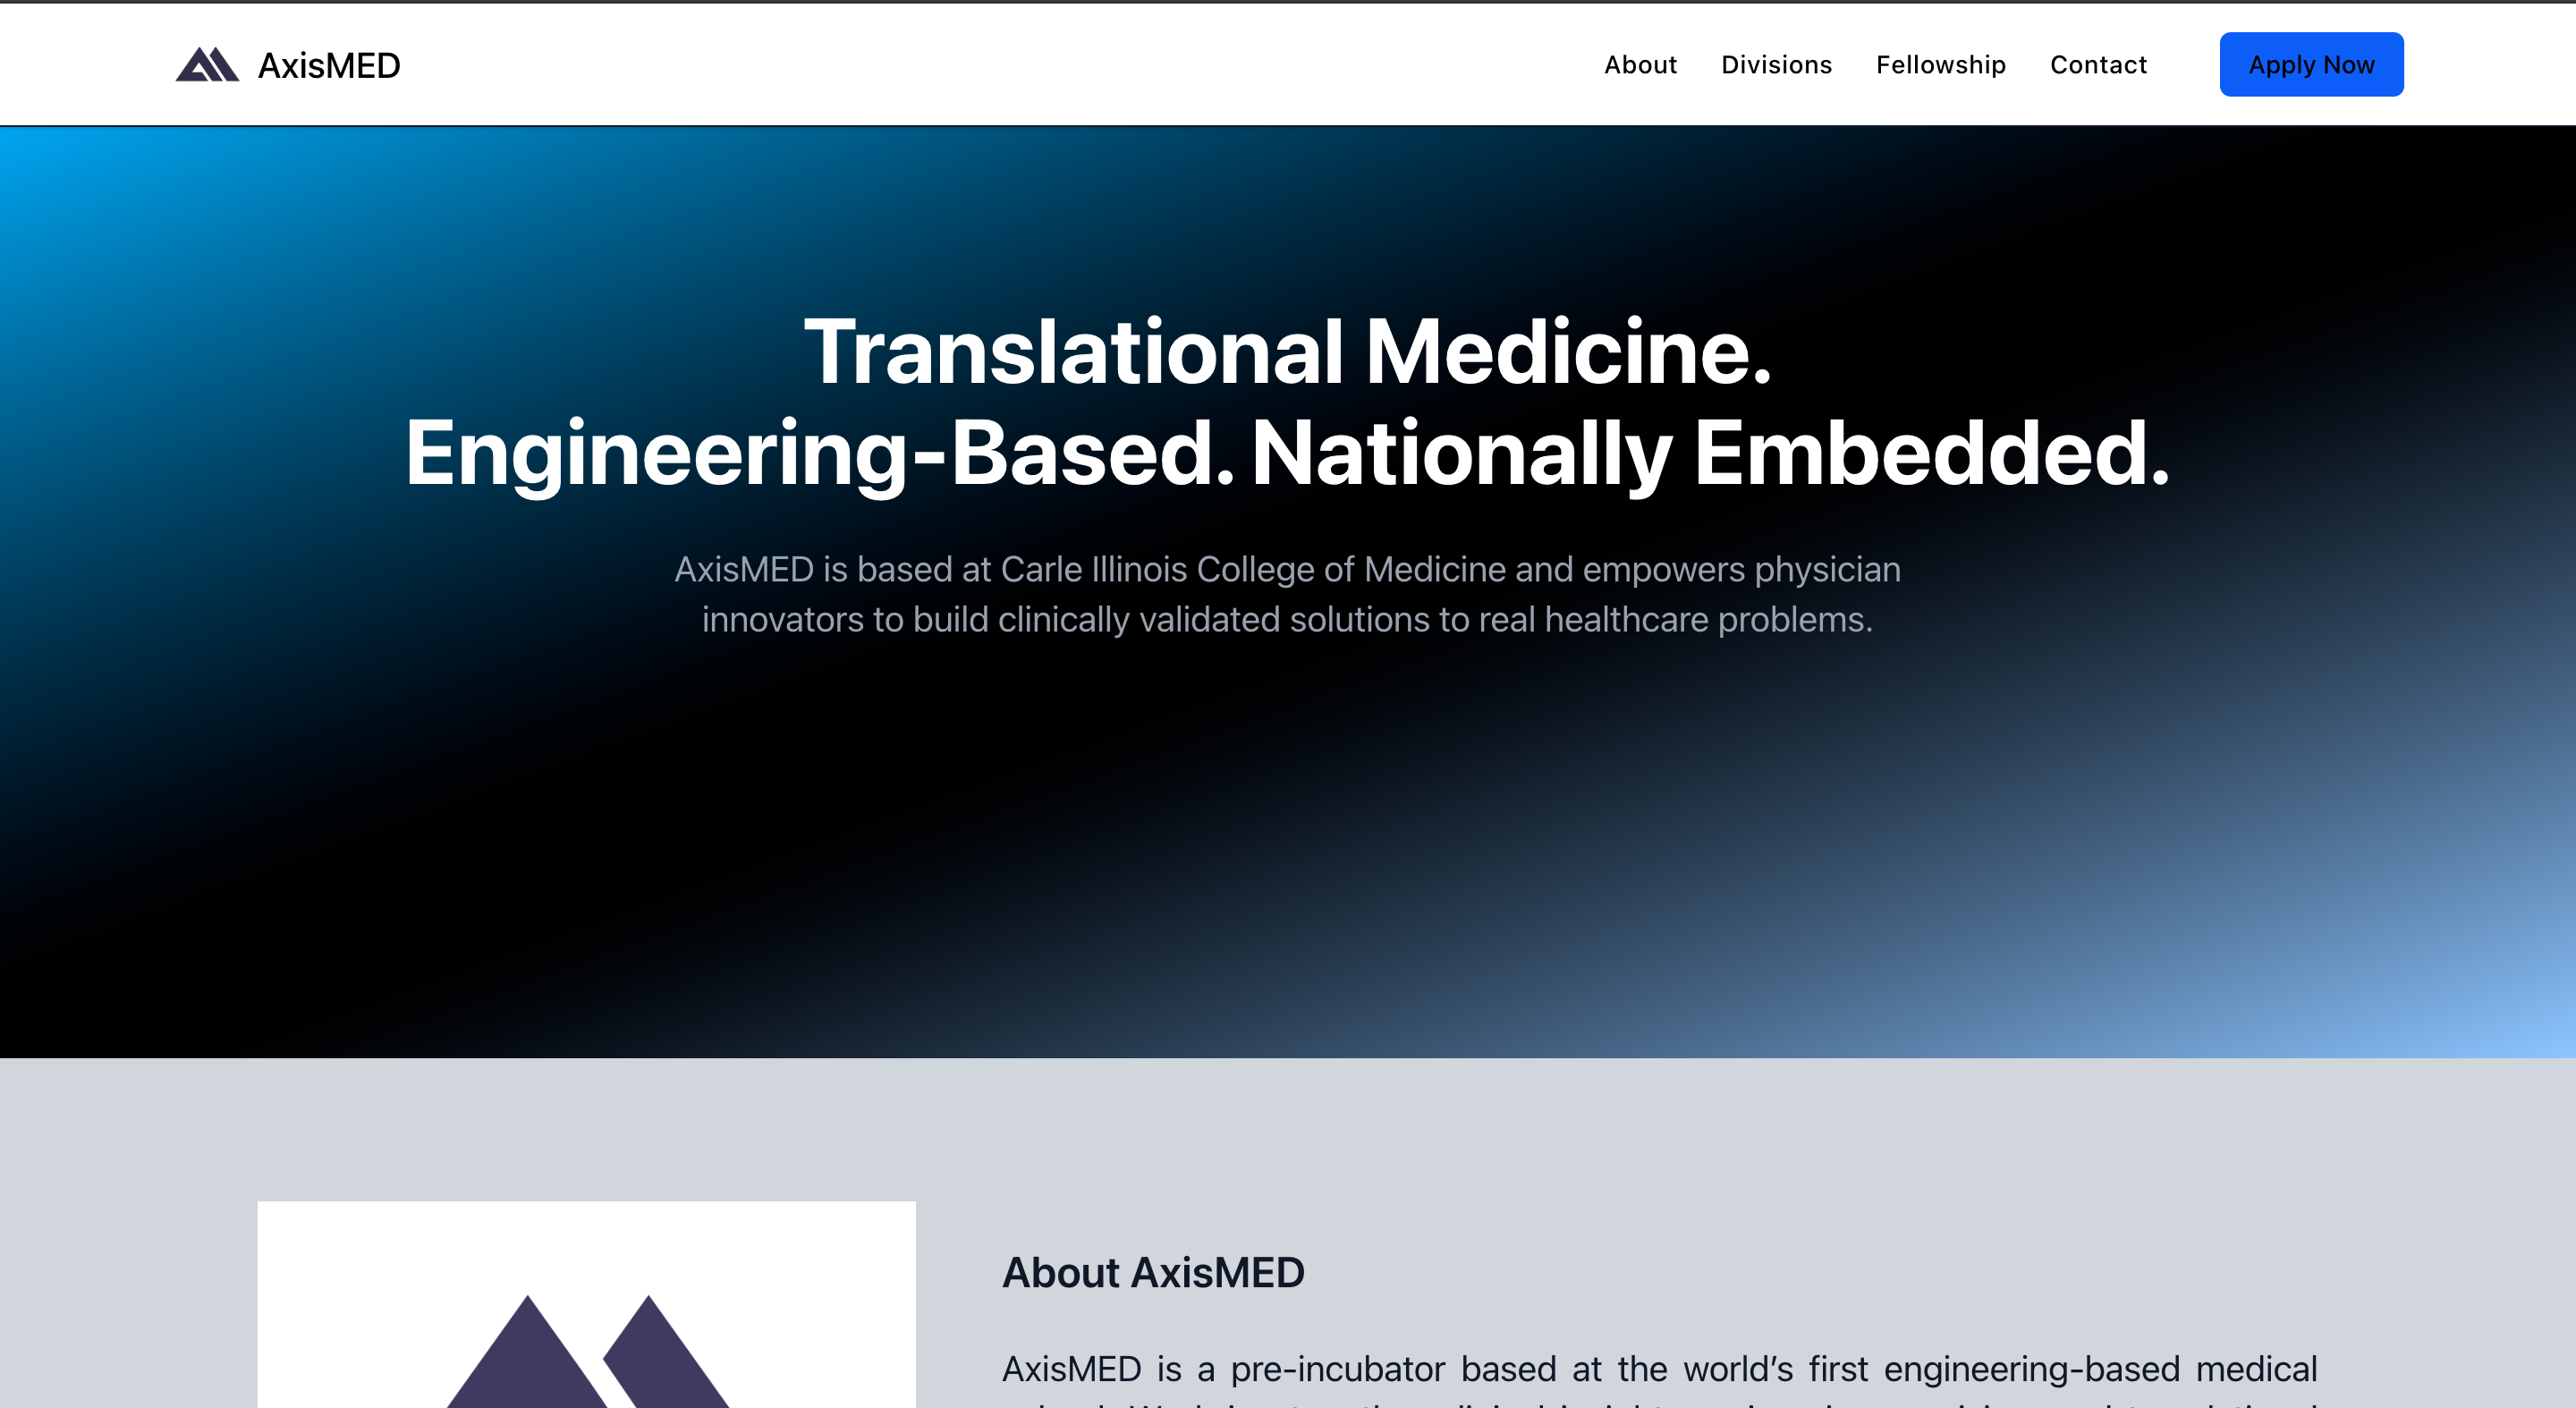 AxisMED
About
Divisions
Fellowship
Contact
Apply Now
Translational Medicine.
Engineering-Based. Nationally Embedded.
AxisMED is based at Carle Illinois College of Medicine and empowers physician
innovators to build clinically validated solutions to real healthcare problems.
About AxisMED
AxisMED is a pre-incubator based at the world’s first engineering-based medical